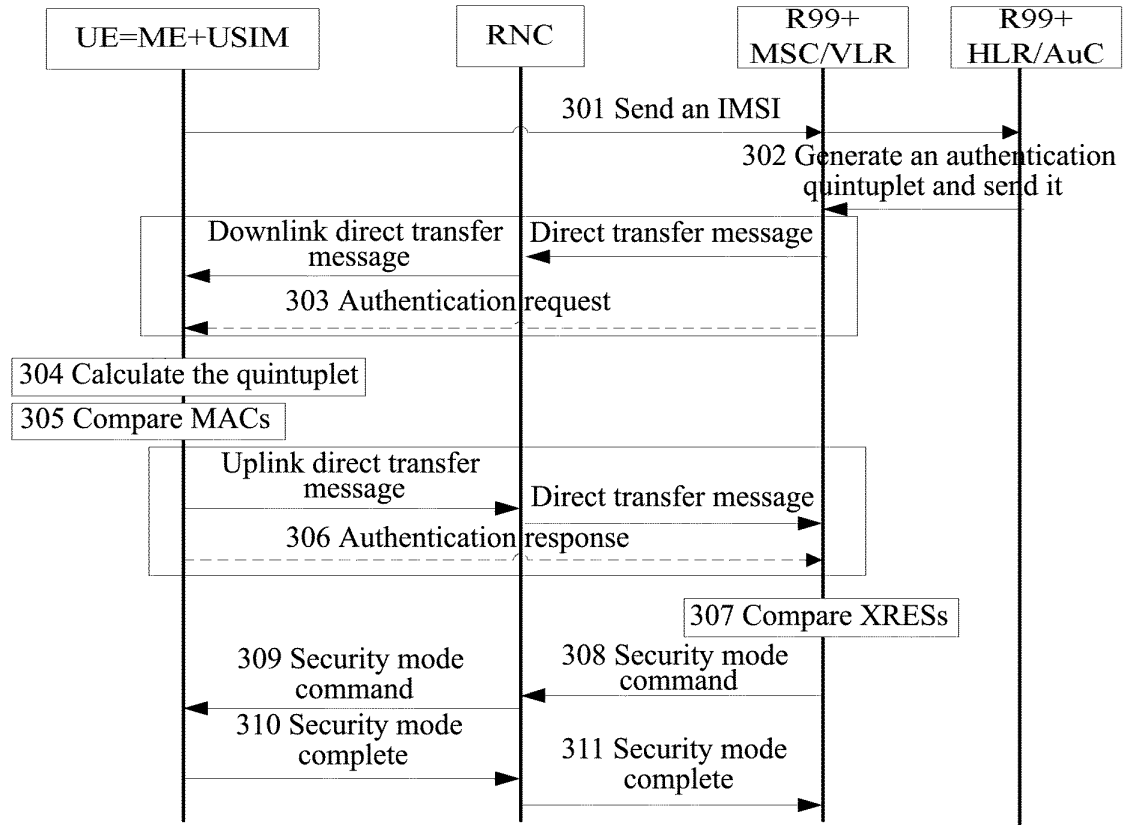 UE=ME+USIM
RNC
R99+
MSC/VLR
R99+
HLR/AuC
301 Send an IMSI
302 Generate an authentication
quintuplet and send it
Downlink direct transfer
message
Direct transfer message
303 Authentication request
304 Calculate the quintuplet
305 Compare MACs
Uplink direct transfer
message
Direct transfer message
306 Authentication response
307 Compare XRESs
309 Security mode
command
308 Security mode
command
310 Security mode
complete
311 Security mode
complete